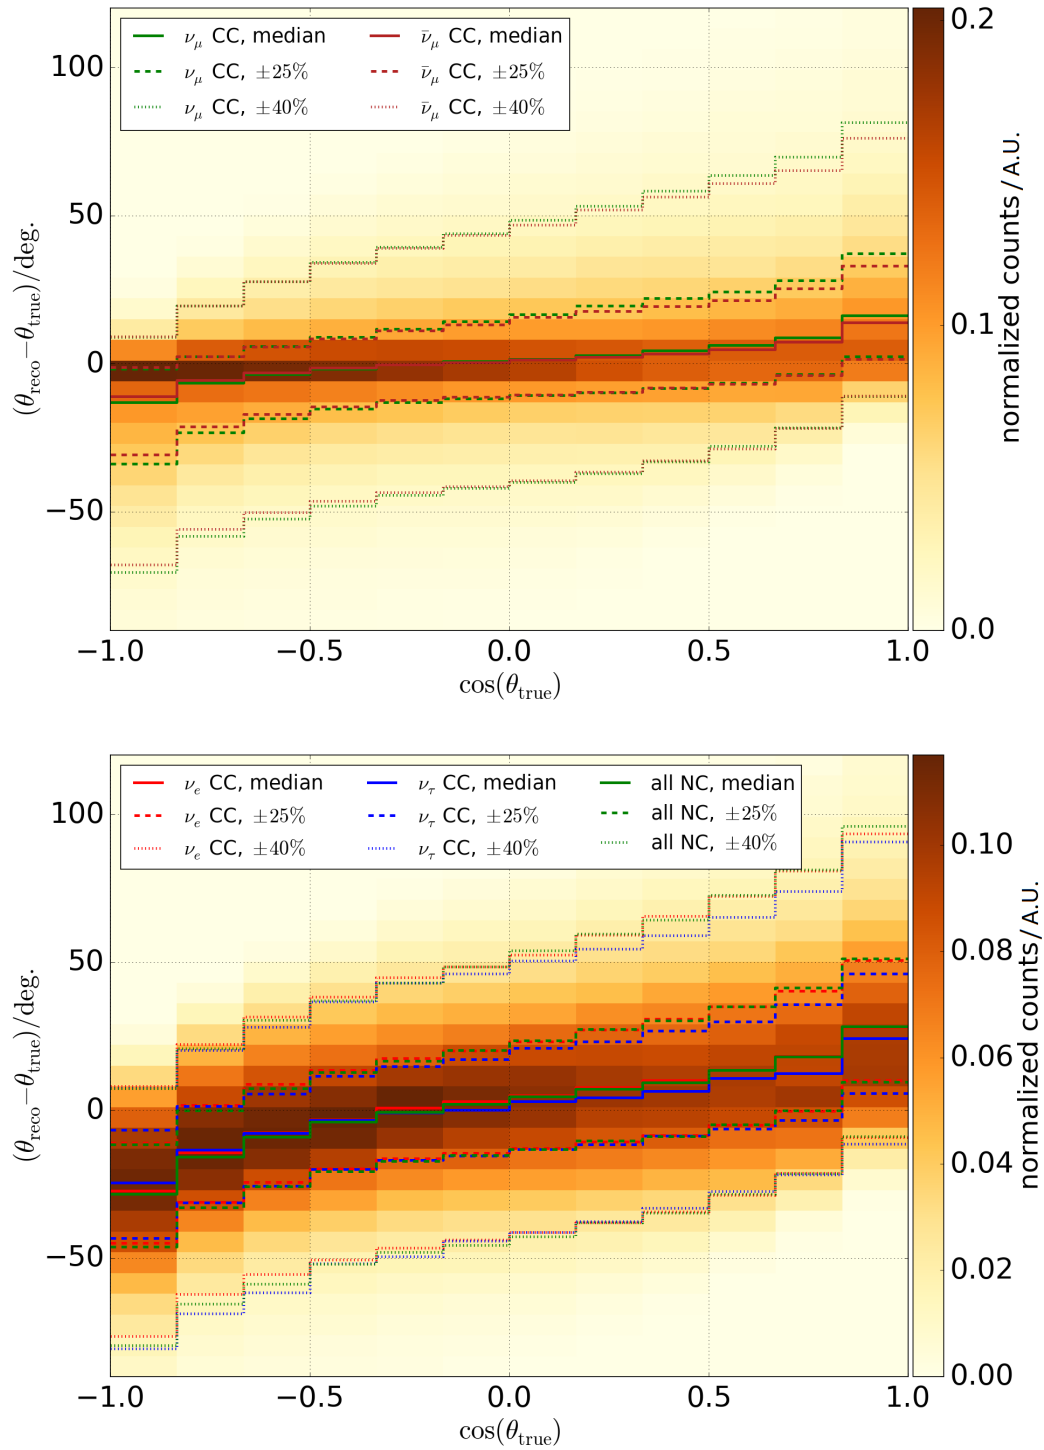 ν_μ CC, median ν̄_μ CC, median
ν_μ CC, ±25% ν̄_μ CC, ±25%
ν_μ CC, ±40% ν̄_μ CC, ±40%
100
50
0
−50
(θ_reco−θ_true)/deg.
−1.0 −0.5 0.0 0.5 1.0
cos(θ_true)
0.2
0.1
0.0
normalized counts / A.U.
ν_e CC, median ν_τ CC, median all NC, median
ν_e CC, ±25% ν_τ CC, ±25% all NC, ±25%
ν_e CC, ±40% ν_τ CC, ±40% all NC, ±40%
100
50
0
−50
(θ_reco−θ_true)/deg.
−1.0 −0.5 0.0 0.5 1.0
cos(θ_true)
0.10
0.08
0.06
0.04
0.02
0.00
normalized counts / A.U.